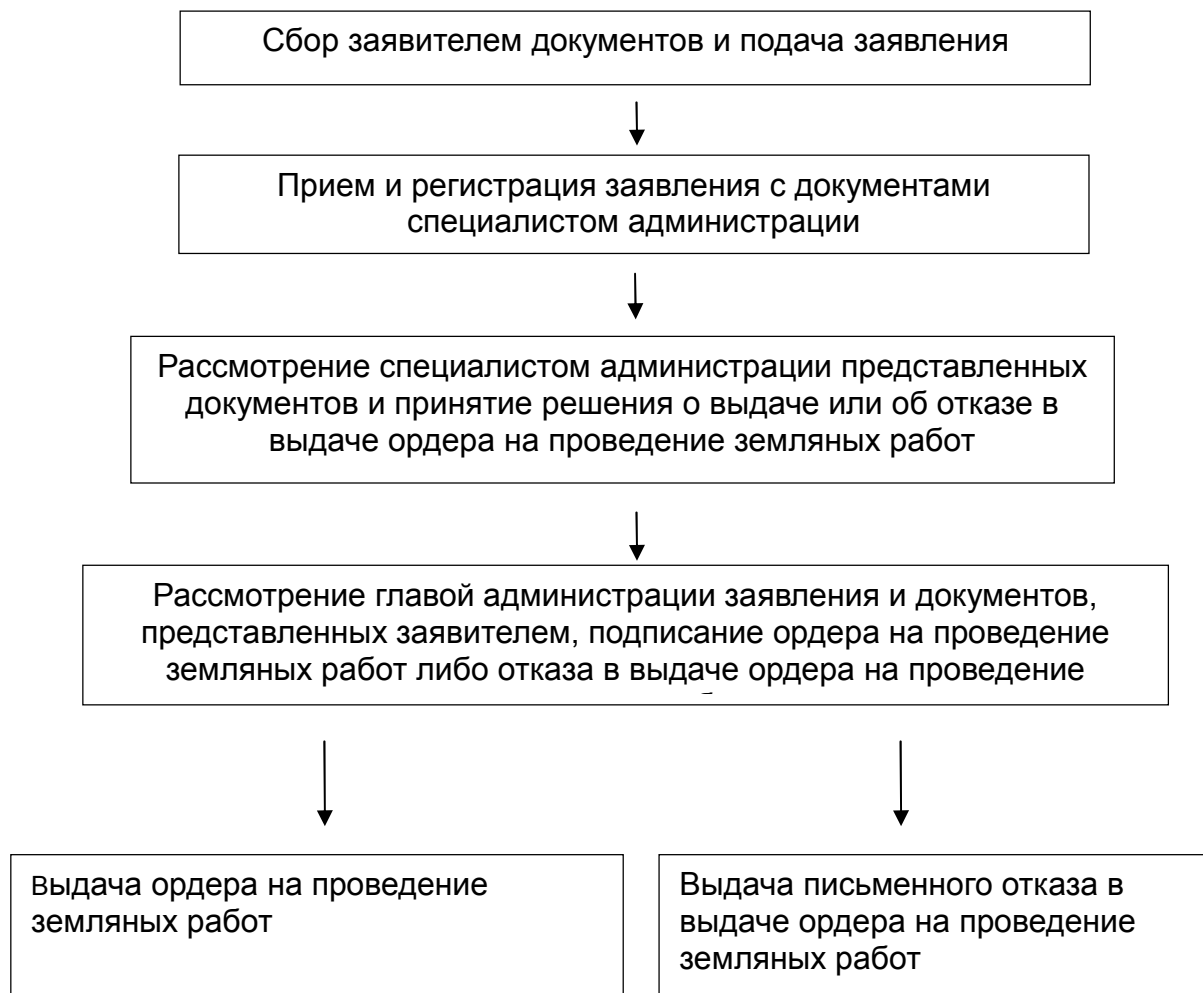 Сбор заявителем документов и подача заявления
Прием и регистрация заявления с документами
специалистом администрации
Рассмотрение специалистом администрации представленных
документов и принятие решения о выдаче или об отказе в
выдаче ордера на проведение земляных работ
Рассмотрение главой администрации заявления и документов,
представленных заявителем, подписание ордера на проведение
земляных работ либо отказа в выдаче ордера на проведение
Выдача ордера на проведение
земляных работ
Выдача письменного отказа в
выдаче ордера на проведение
земляных работ